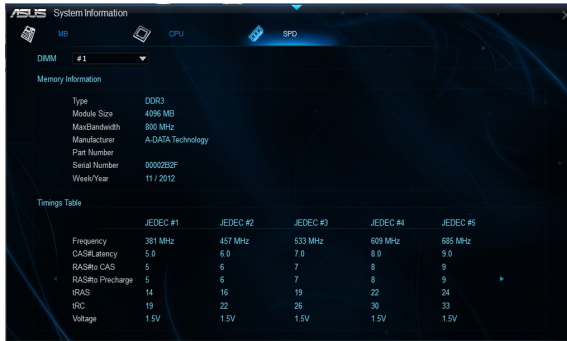 ASUS System Information
MB CPU SPD
DIMM #1
Memory Information
Type DDR3
Module Size 4096 MB
MaxBandwidth 800 MHz
Manufacturer A-DATA Technology
Part Number
Serial Number 00002B2F
Week/Year 11 / 2012
Timings Table
JEDEC #1 JEDEC #2 JEDEC #3 JEDEC #4 JEDEC #5
Frequency 381 MHz 457 MHz 533 MHz 609 MHz 685 MHz
CAS#Latency 5.0 6.0 7.0 8.0 9.0
RAS#to CAS 5 6 7 8 9
RAS#to Precharge 5 6 7 8 9
tRAS 14 16 19 22 24
tRC 19 22 26 30 33
Voltage 1.5V 1.5V 1.5V 1.5V 1.5V